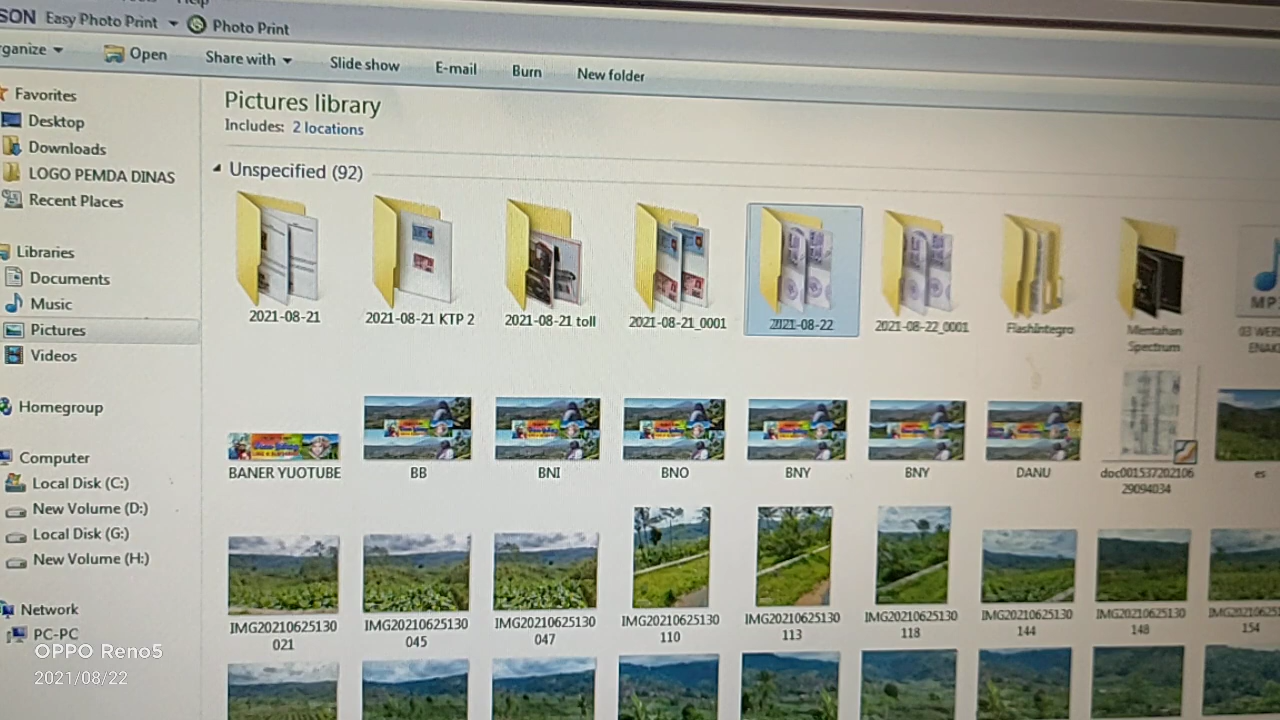 SON Easy Photo Print Photo Print
rganize Open Share with Slide show E-mail Burn New folder
Favorites
Desktop
Downloads
LOGO PEMDA DINAS
Recent Places
Libraries
Documents
Music
Pictures
Videos
Homegroup
Computer
Local Disk (C:)
New Volume (D:)
Local Disk (G:)
New Volume (H:)
Network
PC-PC
Pictures library
Includes: 2 locations
Unspecified (92)
2021-08-21
2021-08-21 KTP 2
2021-08-21 toll
2021-08-21_0001
2021-08-22
2021-08-22_0001
FlashIntegro
Mentahan
Spectrum
MP
03 WER
ENAK
BANER YUOTUBE
BB
BNI
BNO
BNY
BNY
DANU
doc001537202106
29094034
es
IMG20210625130
021
IMG20210625130
045
IMG20210625130
047
IMG20210625130
110
IMG20210625130
113
IMG20210625130
118
IMG20210625130
144
IMG20210625130
148
IMG20210625130
154
OPPO Reno5
2021/08/22